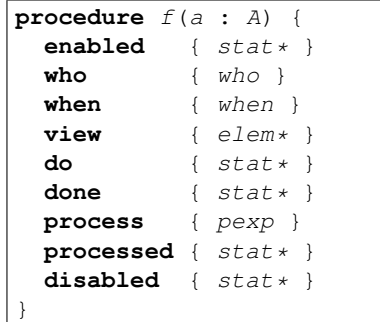 procedure f(a : A) {
  enabled { stat* }
  who { who }
  when { when }
  view { elem* }
  do { stat* }
  done { stat* }
  process { pexp }
  processed { stat* }
  disabled { stat* }
}